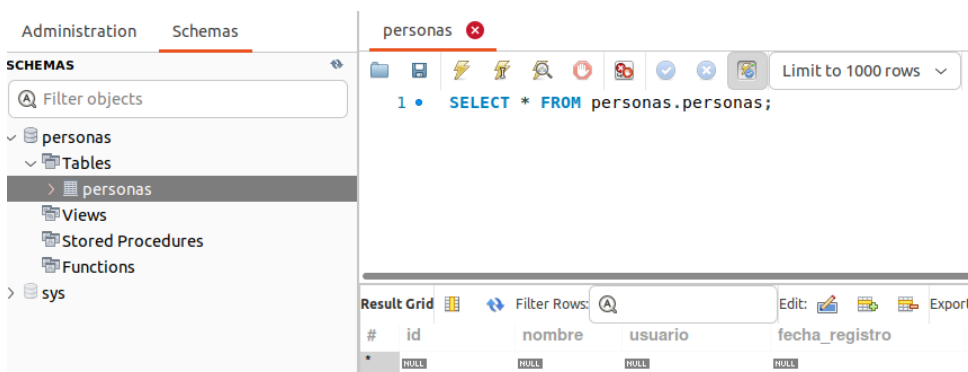 Administration Schemas
SCHEMAS
Filter objects
personas
Tables
personas
Views
Stored Procedures
Functions
sys
personas
Limit to 1000 rows
1 SELECT * FROM personas.personas;
Result Grid Filter Rows: Edit: Export
# id nombre usuario fecha_registro
* NULL NULL NULL NULL